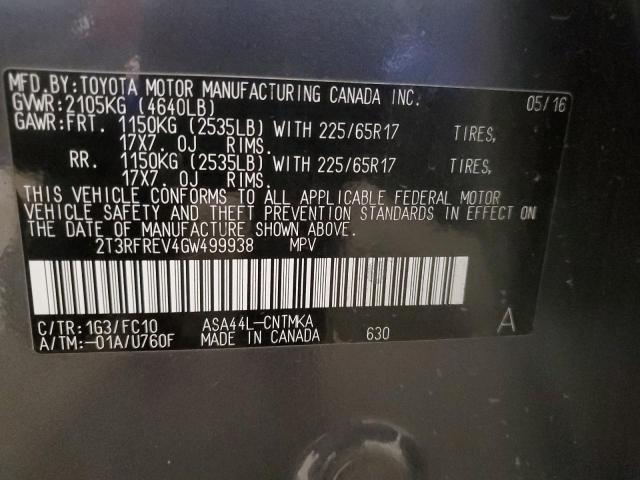 MFD.BY:TOYOTA MOTOR MANUFACTURING CANADA INC. 05/16
GVWR:2105KG (4640LB)
GAWR:FRT. 1150KG (2535LB) WITH 225/65R17 TIRES,
17X7. 0J RIMS.
RR. 1150KG (2535LB) WITH 225/65R17 TIRES,
17X7. 0J RIMS.
THIS VEHICLE CONFORMS TO ALL APPLICABLE FEDERAL MOTOR
VEHICLE SAFETY AND THEFT PREVENTION STANDARDS IN EFFECT ON
THE DATE OF MANUFACTURE SHOWN ABOVE.
2T3RFREV4GW499938 MPV
C/TR:1G3/FC10 ASA44L-CNTMKA A
A/TM:-01A/U760F MADE IN CANADA 630